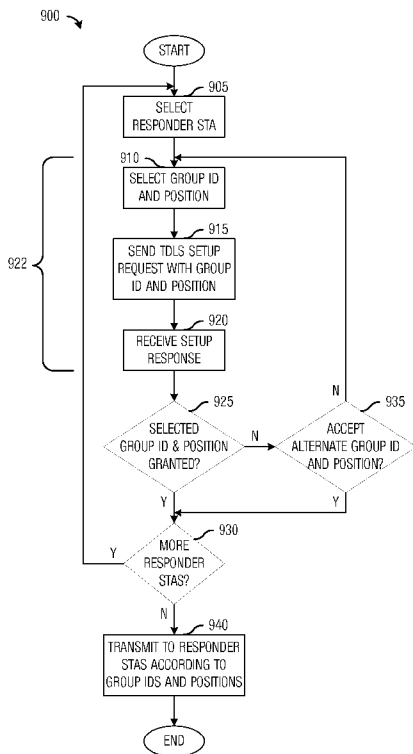 900
START
905
SELECT
RESPONDER STA
910
SELECT GROUP ID
AND POSITION
915
SEND TDLS SETUP
REQUEST WITH GROUP
ID AND POSITION
922
920
RECEIVE SETUP
RESPONSE
N
925
935
SELECTED
GROUP ID & POSITION
GRANTED?
N
ACCEPT
ALTERNATE GROUP ID
AND POSITION?
Y
Y
930
Y
MORE
RESPONDER
STAS?
N
940
TRANSMIT TO RESPONDER
STAS ACCORDING TO
GROUP IDS AND POSITIONS
END